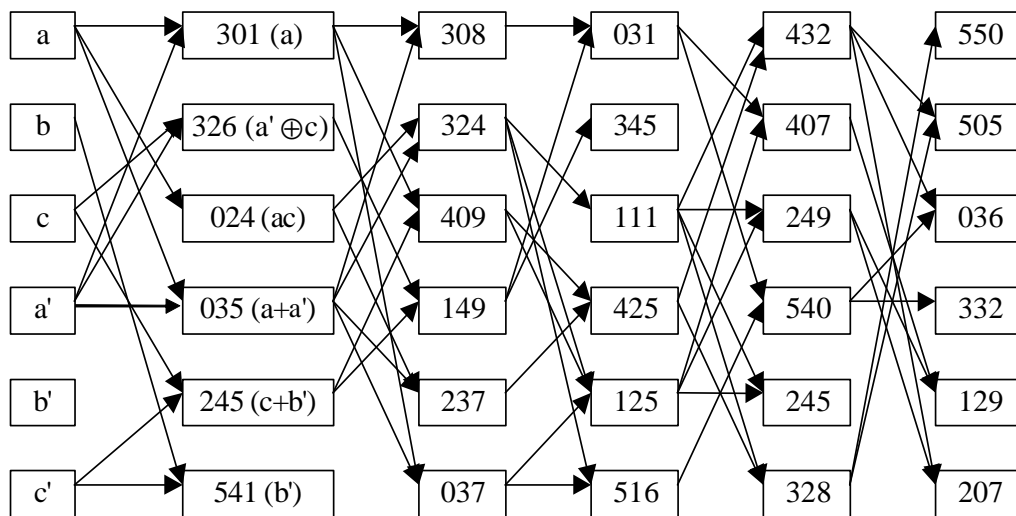 a 301 (a) 308 031 432 550
b 326 (a' ⊕c) 324 345 407 505
c 024 (ac) 409 111 249 036
a' 035 (a+a') 149 425 540 332
b' 245 (c+b') 237 125 245 129
c' 541 (b') 037 516 328 207